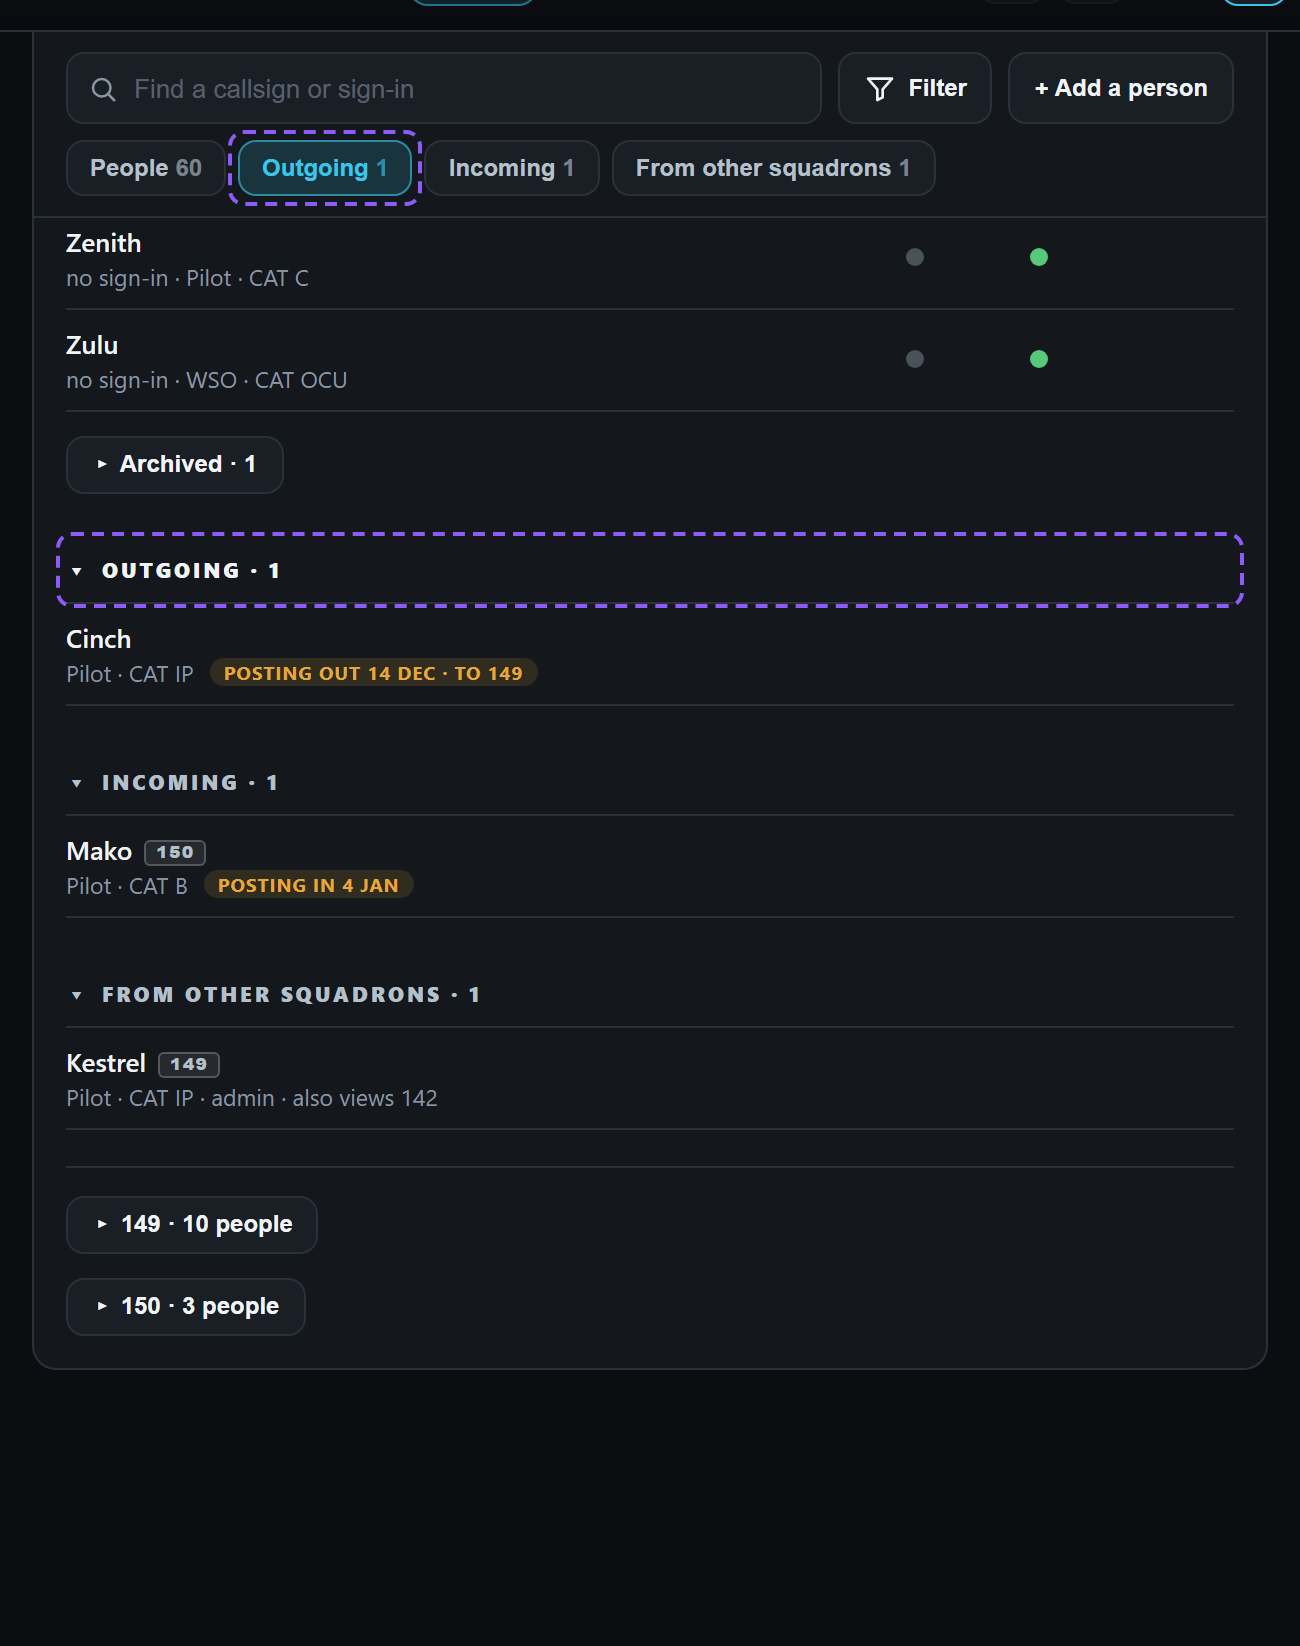 Find a callsign or sign-in
Filter
+ Add a person
People 60
Outgoing 1
Incoming 1
From other squadrons 1
Zenith
no sign-in · Pilot · CAT C
Zulu
no sign-in · WSO · CAT OCU
▸ Archived · 1
▾ OUTGOING · 1
Cinch
Pilot · CAT IP POSTING OUT 14 DEC · TO 149
▾ INCOMING · 1
Mako 150
Pilot · CAT B POSTING IN 4 JAN
▾ FROM OTHER SQUADRONS · 1
Kestrel 149
Pilot · CAT IP · admin · also views 142
▸ 149 · 10 people
▸ 150 · 3 people